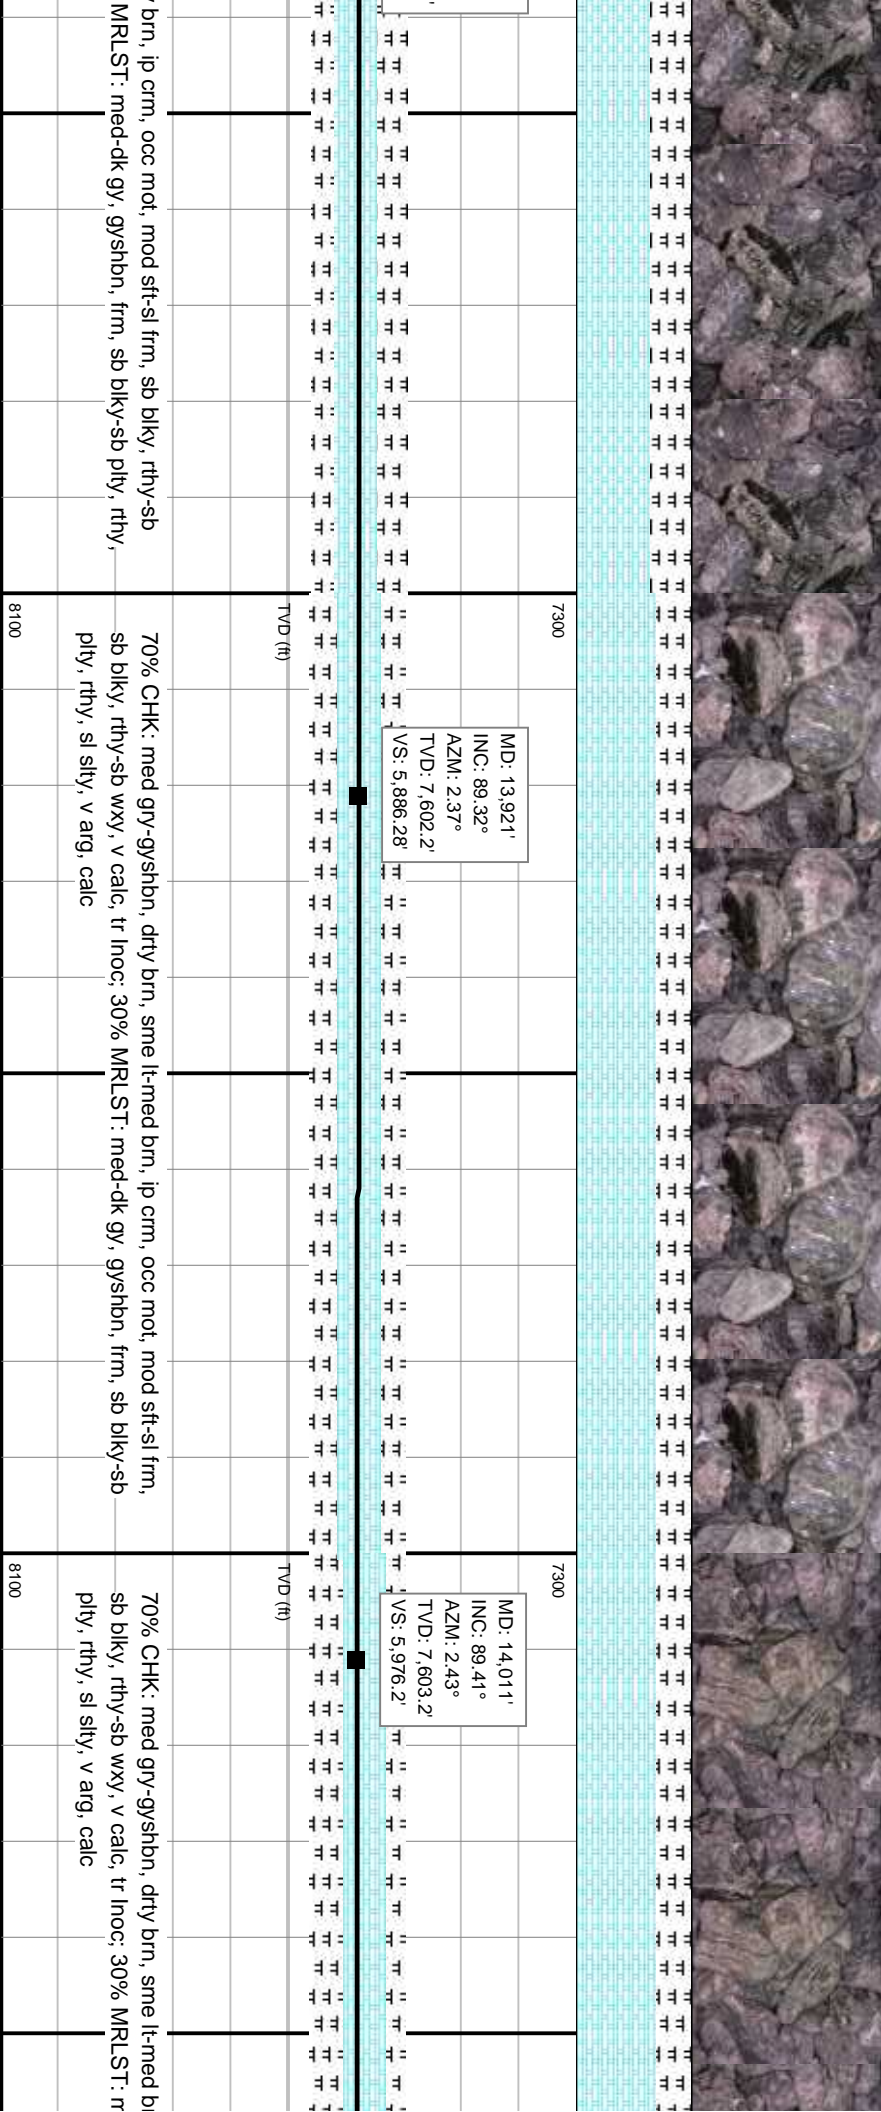 brn, ip crm, occ mot, mod sft-sl frm, sb blky, rthy-sb
MRLST: med-dk gy, gyshbn, frm, sb blky-sb plty, rthy,
7300
TVD (ft)
8100
MD: 13,921'
INC: 89.32°
AZM: 2.37°
TVD: 7,602.2'
VS: 5,886.28'
70% CHK: med gry-gyshbn, drty brn, sme lt-med brn, ip crm, occ mot, mod sft-sl frm,
sb blky, rthy-sb wxy, v calc, tr Inoc; 30% MRLST: med-dk gy, gyshbn, frm, sb blky-sb
plty, rthy, sl slty, v arg, calc
7300
TVD (ft)
8100
MD: 14,011'
INC: 89.41°
AZM: 2.43°
TVD: 7,603.2'
VS: 5,976.2'
70% CHK: med gry-gyshbn, drty brn, sme lt-med
sb blky, rthy-sb wxy, v calc, tr Inoc; 30% MRLST:
plty, rthy, sl slty, v arg, calc